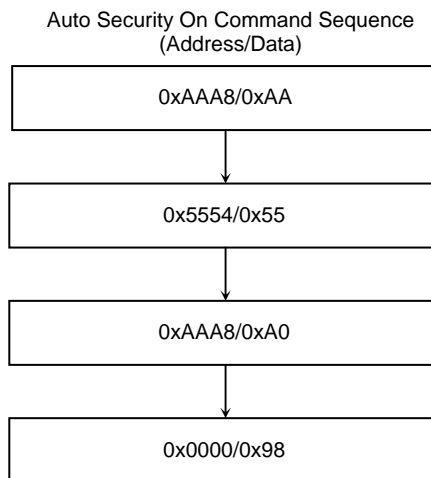 Auto Security On Command Sequence
(Address/Data)
0xAAA8/0xAA
0x5554/0x55
0xAAA8/0xA0
0x0000/0x98